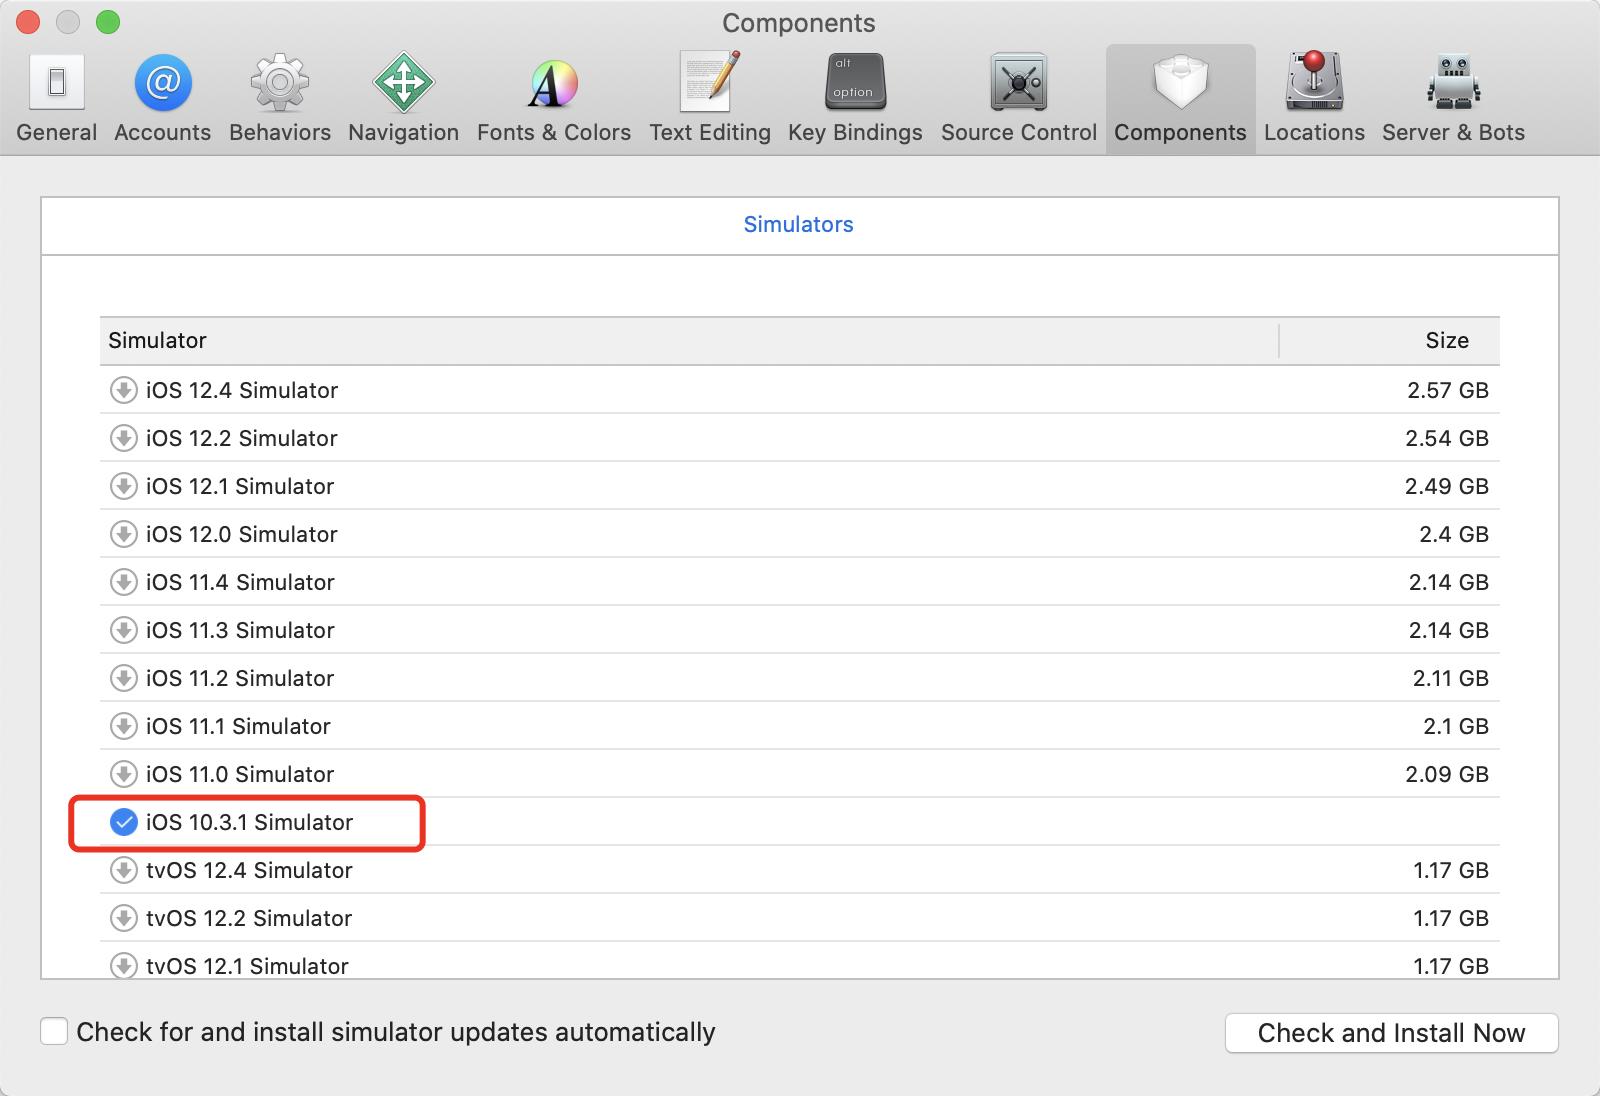 Components
alt
option
General Accounts Behaviors Navigation Fonts & Colors Text Editing Key Bindings Source Control Components Locations Server & Bots
Simulators
Simulator Size
iOS 12.4 Simulator 2.57 GB
iOS 12.2 Simulator 2.54 GB
iOS 12.1 Simulator 2.49 GB
iOS 12.0 Simulator 2.4 GB
iOS 11.4 Simulator 2.14 GB
iOS 11.3 Simulator 2.14 GB
iOS 11.2 Simulator 2.11 GB
iOS 11.1 Simulator 2.1 GB
iOS 11.0 Simulator 2.09 GB
iOS 10.3.1 Simulator
tvOS 12.4 Simulator 1.17 GB
tvOS 12.2 Simulator 1.17 GB
tvOS 12.1 Simulator 1.17 GB
Check for and install simulator updates automatically Check and Install Now